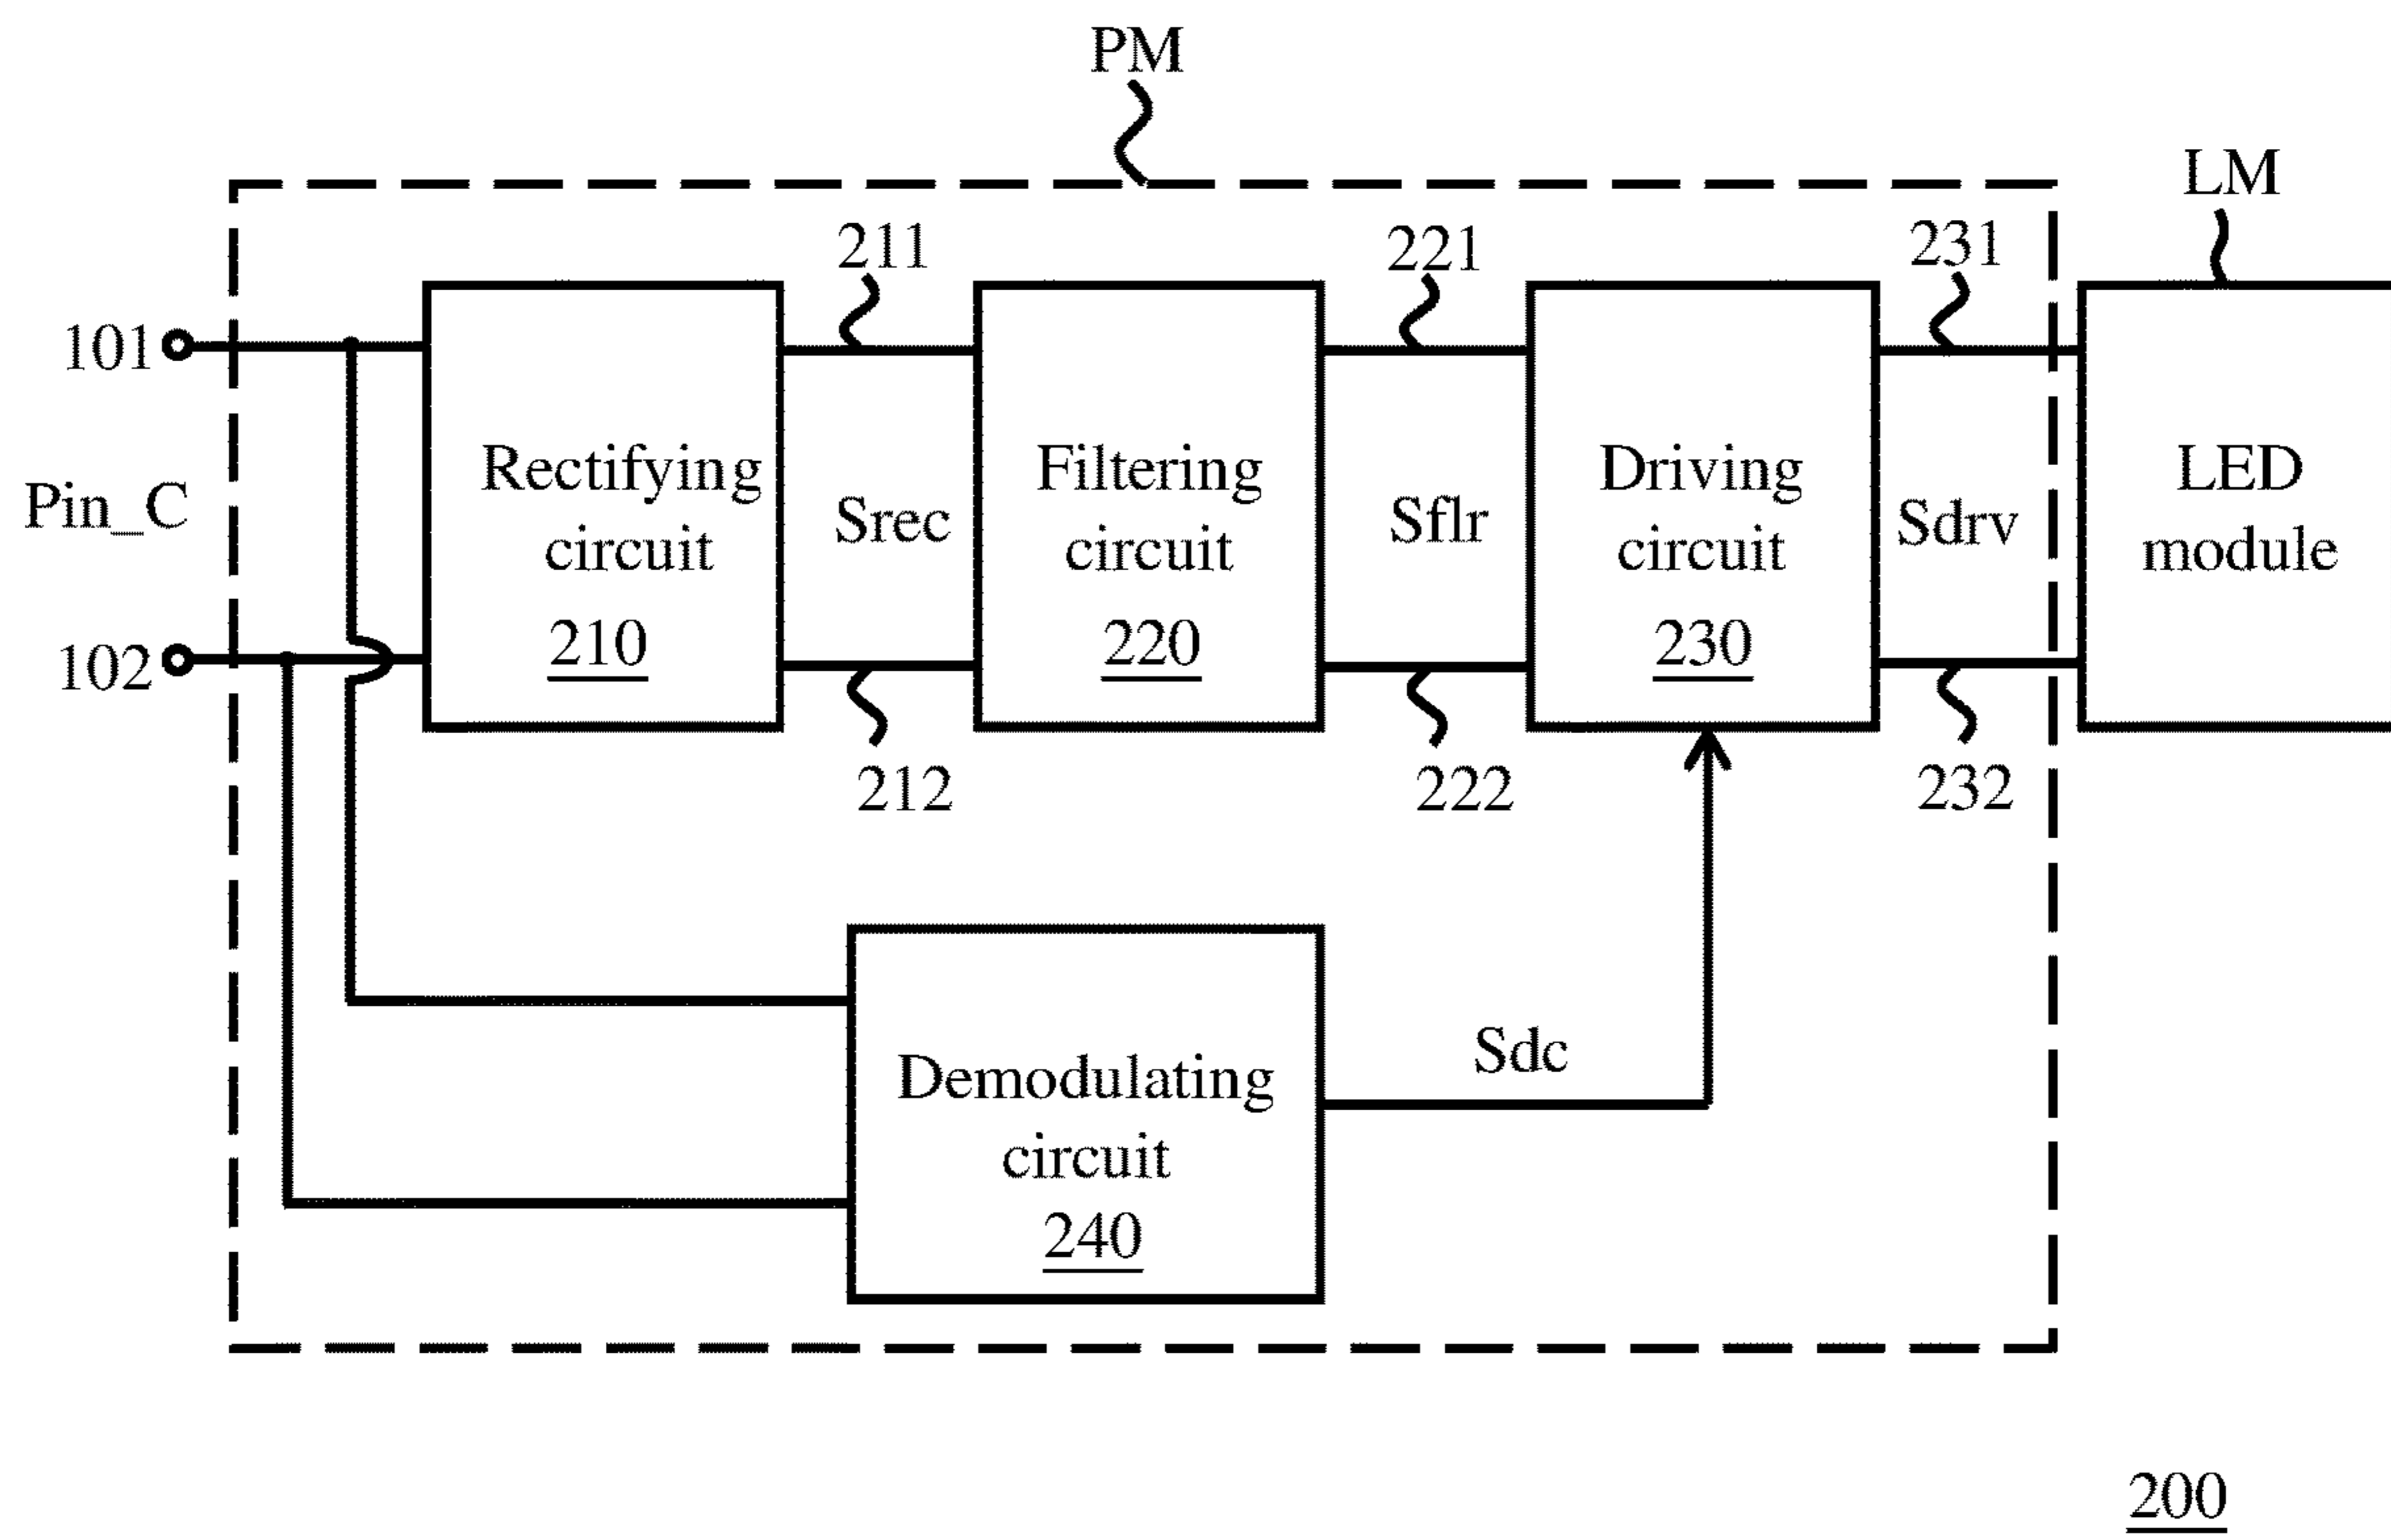 PM
LM
211
221
231
101
Rectifying
circuit
210
Filtering
circuit
220
Driving
circuit
230
LED
module
Pin_C
Srec
Sflr
Sdrv
102
212
222
232
Demodulating
circuit
240
Sdc
200